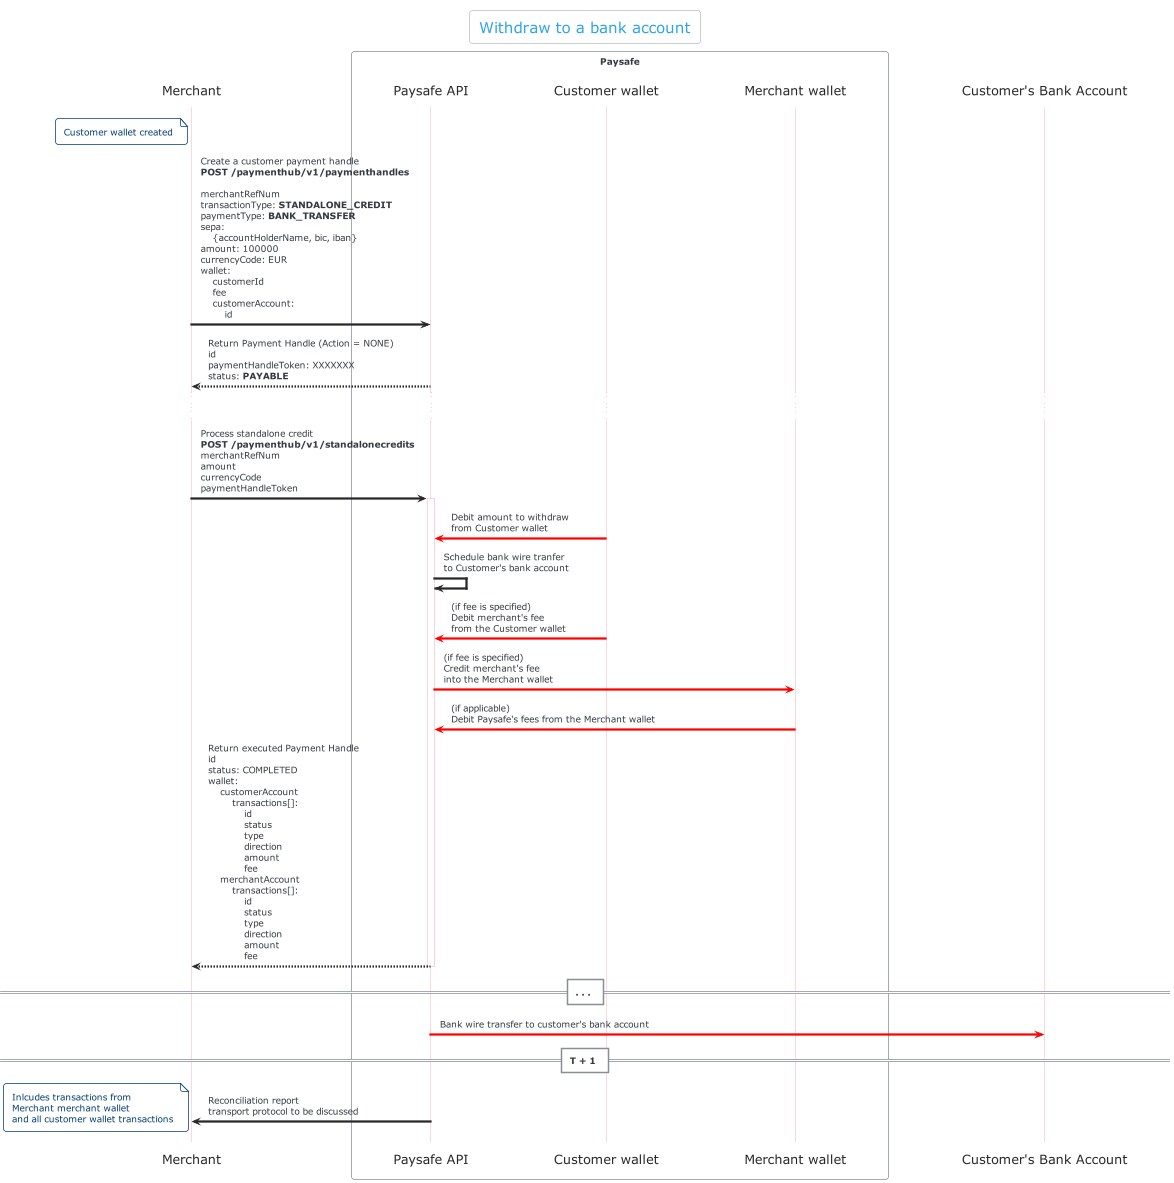 Withdraw to a bank account
Paysafe
Merchant
Paysafe API
Customer wallet
Merchant wallet
Customer's Bank Account
Customer wallet created
Create a customer payment handle
POST /paymenthub/v1/paymenthandles
merchantRefNum
transactionType: STANDALONE_CREDIT
paymentType: BANK_TRANSFER
sepa:
{accountHolderName, bic, iban}
amount: 100000
currencyCode: EUR
wallet:
customerId
fee
customerAccount:
id
Return Payment Handle (Action = NONE)
id
paymentHandleToken: XXXXXXX
status: PAYABLE
Process standalone credit
POST /paymenthub/v1/standalonecredits
merchantRefNum
amount
currencyCode
paymentHandleToken
Debit amount to withdraw
from Customer wallet
Schedule bank wire tranfer
to Customer's bank account
(if fee is specified)
Debit merchant's fee
from the Customer wallet
(if fee is specified)
Credit merchant's fee
into the Merchant wallet
(if applicable)
Debit Paysafe's fees from the Merchant wallet
Return executed Payment Handle
id
status: COMPLETED
wallet:
customerAccount
transactions[]:
id
status
type
direction
amount
fee
merchantAccount
transactions[]:
id
status
type
direction
amount
fee
...
Bank wire transfer to customer's bank account
T + 1
Inlcudes transactions from
Merchant merchant wallet
and all customer wallet transactions
Reconciliation report
transport protocol to be discussed
Merchant
Paysafe API
Customer wallet
Merchant wallet
Customer's Bank Account